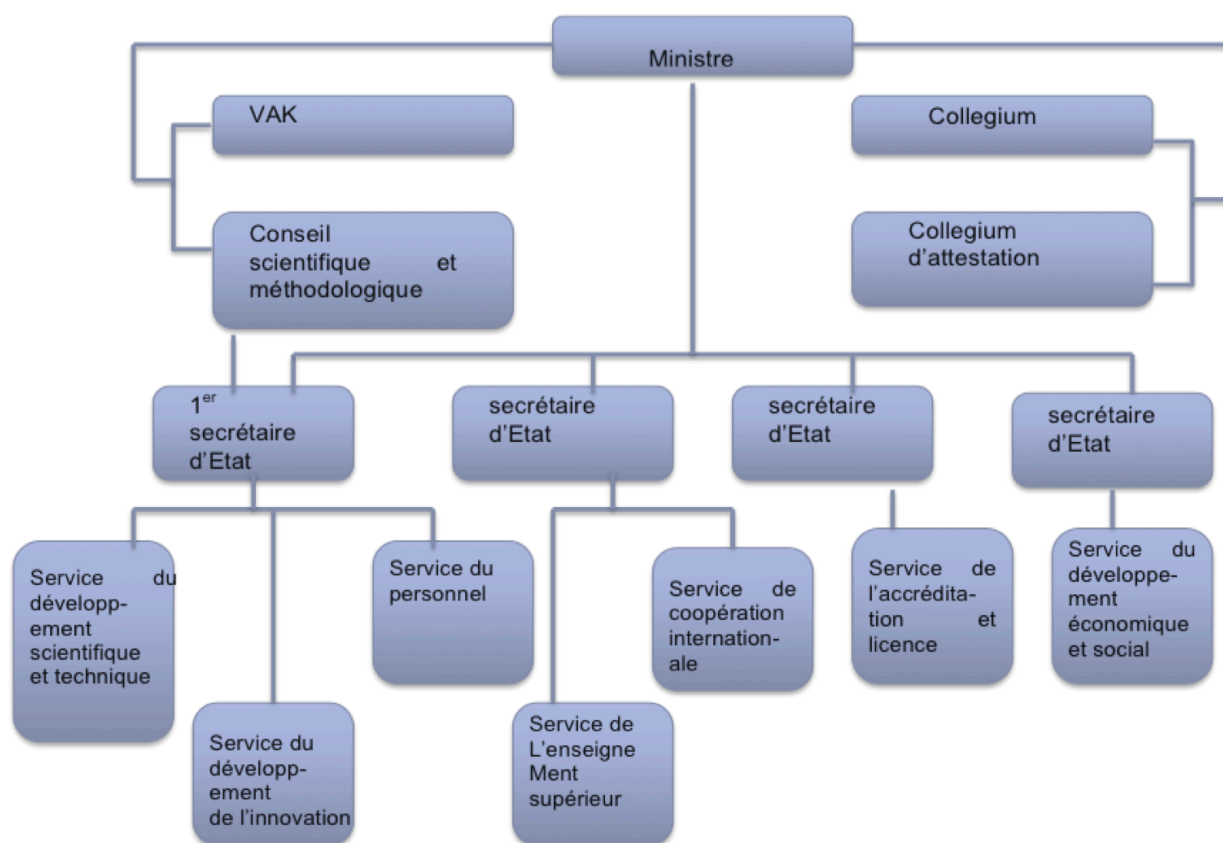 Ministre
VAK
Collegium
Conseil
scientifique et
méthodologique
Collegium
d'attestation
1er
secrétaire
d'Etat
secrétaire
d'Etat
secrétaire
d'Etat
secrétaire
d'Etat
Service du
développ-
ement
scientifique
et technique
Service du
développ-
ement
de l'innovation
Service du
personnel
Service de
L'enseigne
Ment
supérieur
Service de
coopération
internation-
ale
Service de
l'accrédita-
tion et
licence
Service du
développe-
ment
économique
et social